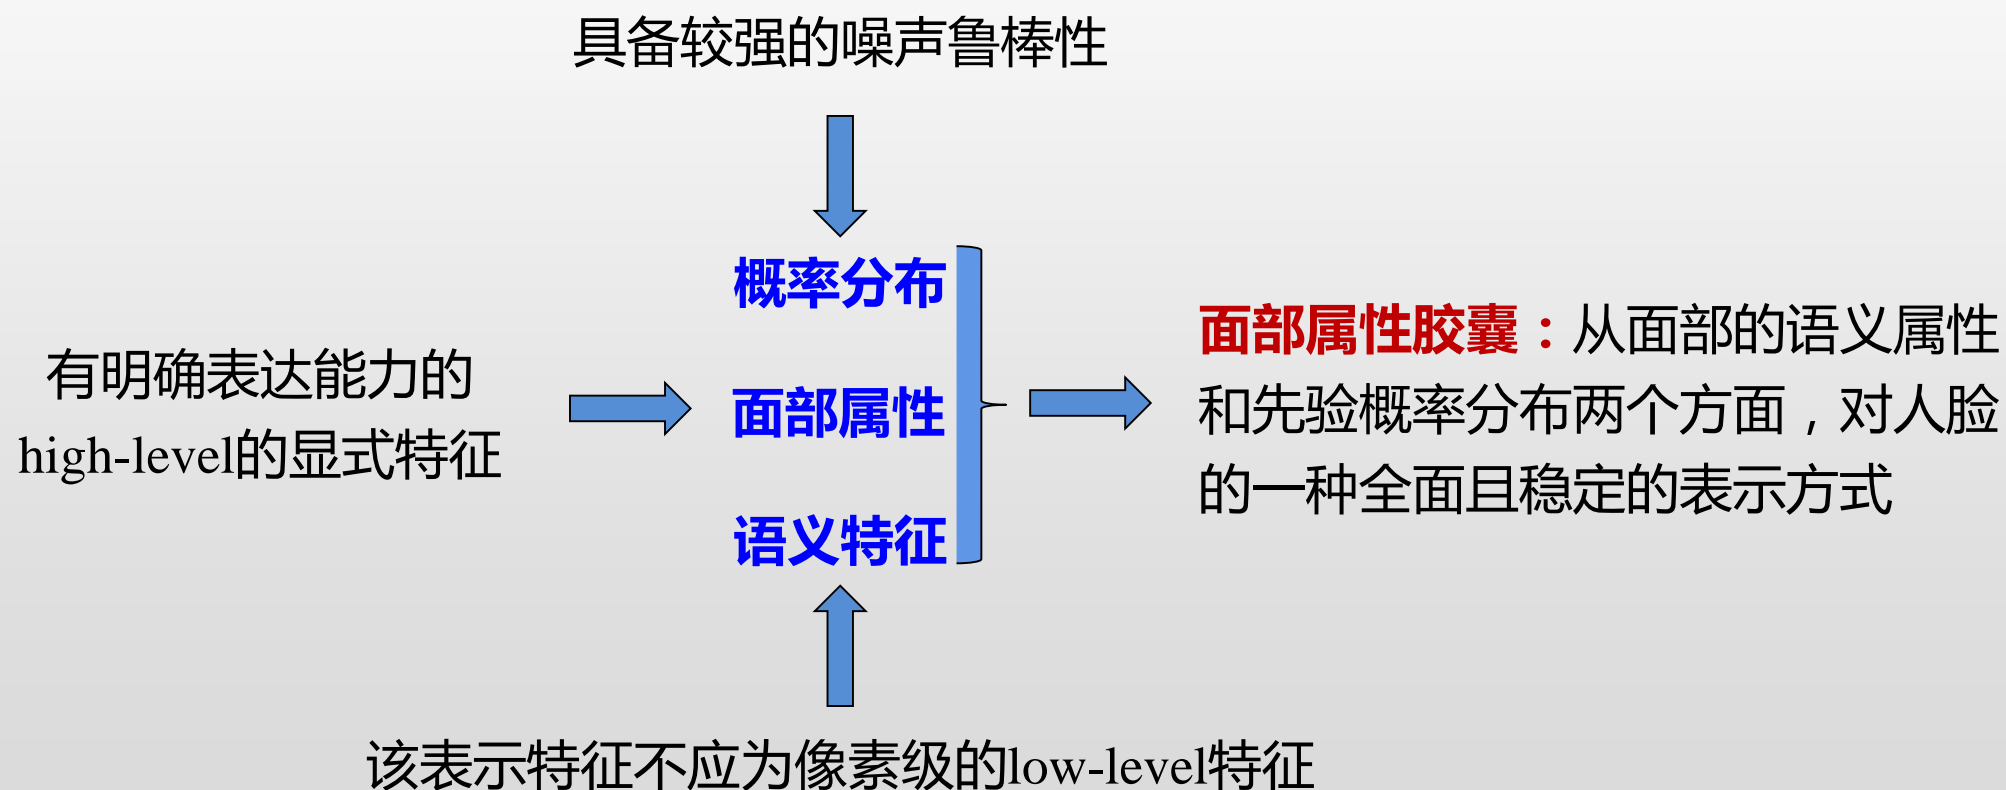 具备较强的噪声鲁棒性
概率分布
有明确表达能力的
high-level的显式特征
面部属性
语义特征
面部属性胶囊：从面部的语义属性
和先验概率分布两个方面，对人脸
的一种全面且稳定的表示方式
该表示特征不应为像素级的low-level特征